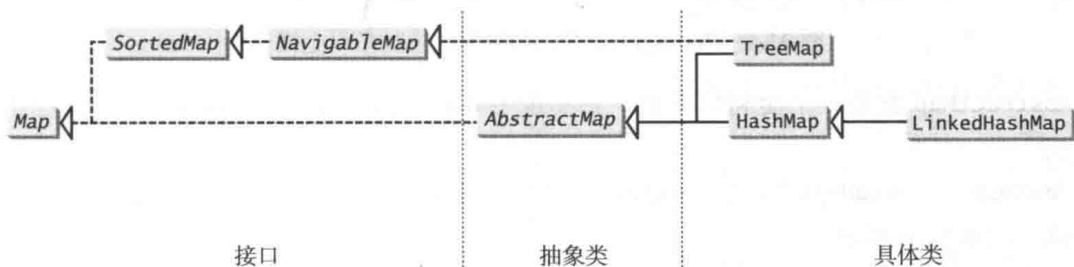 SortedMap NavigableMap TreeMap
Map AbstractMap HashMap LinkedHashMap
接口 抽象类 具体类